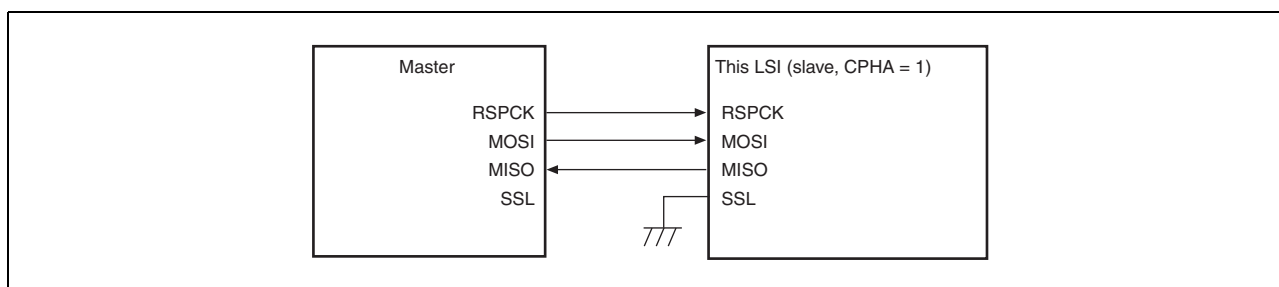 Master
RSPCK
MOSI
MISO
SSL
This LSI (slave, CPHA = 1)
RSPCK
MOSI
MISO
SSL